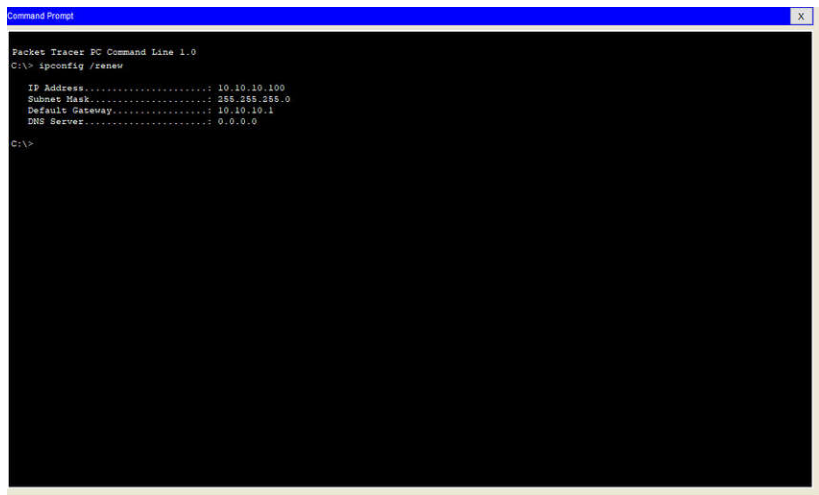 Command Prompt
X
Packet Tracer PC Command Line 1.0
C:\> ipconfig /renew
IP Address......................: 10.10.10.100
Subnet Mask.....................: 255.255.255.0
Default Gateway.................: 10.10.10.1
DNS Server......................: 0.0.0.0
C:\>